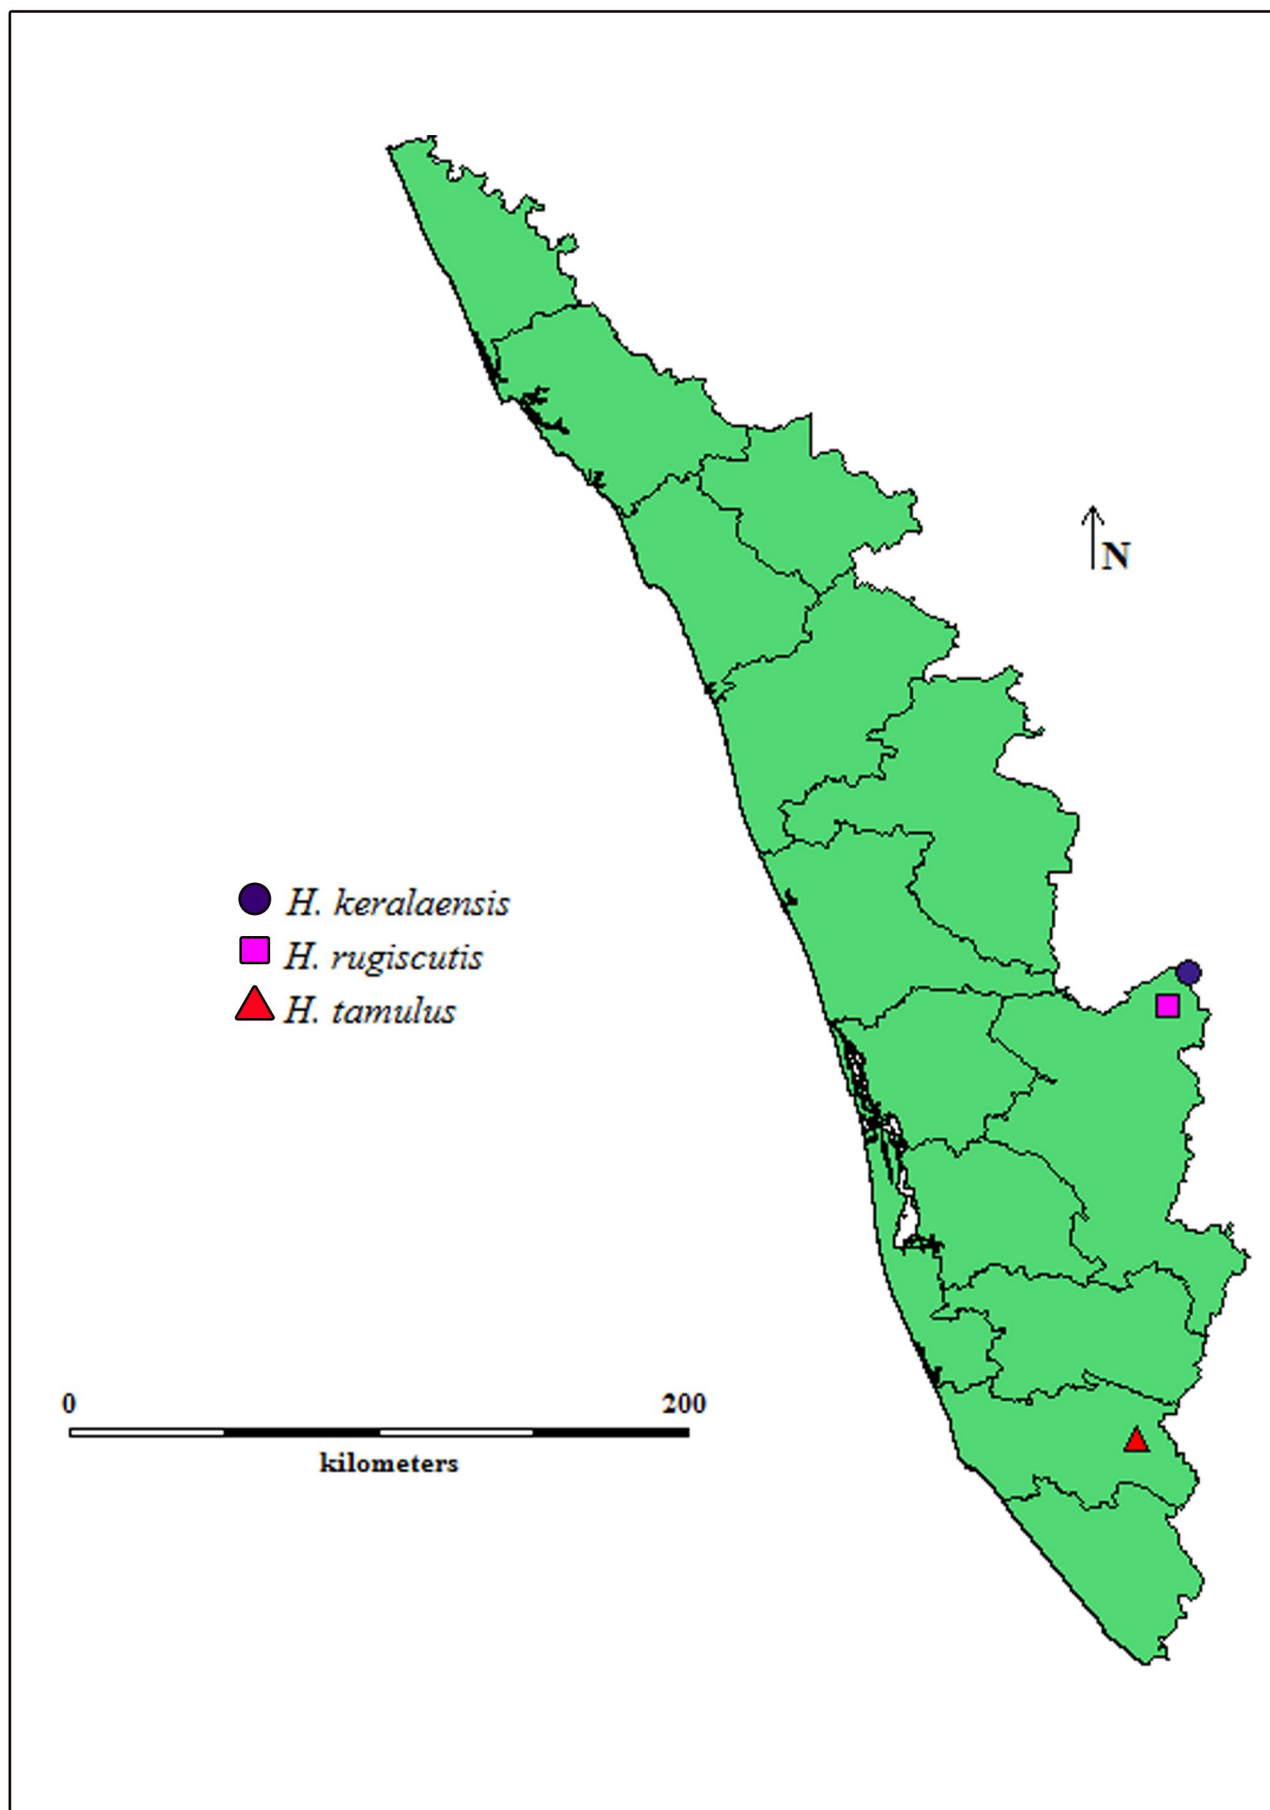 N
H. keralaensis
H. rugiscutis
H. tamulus
0 200
kilometers